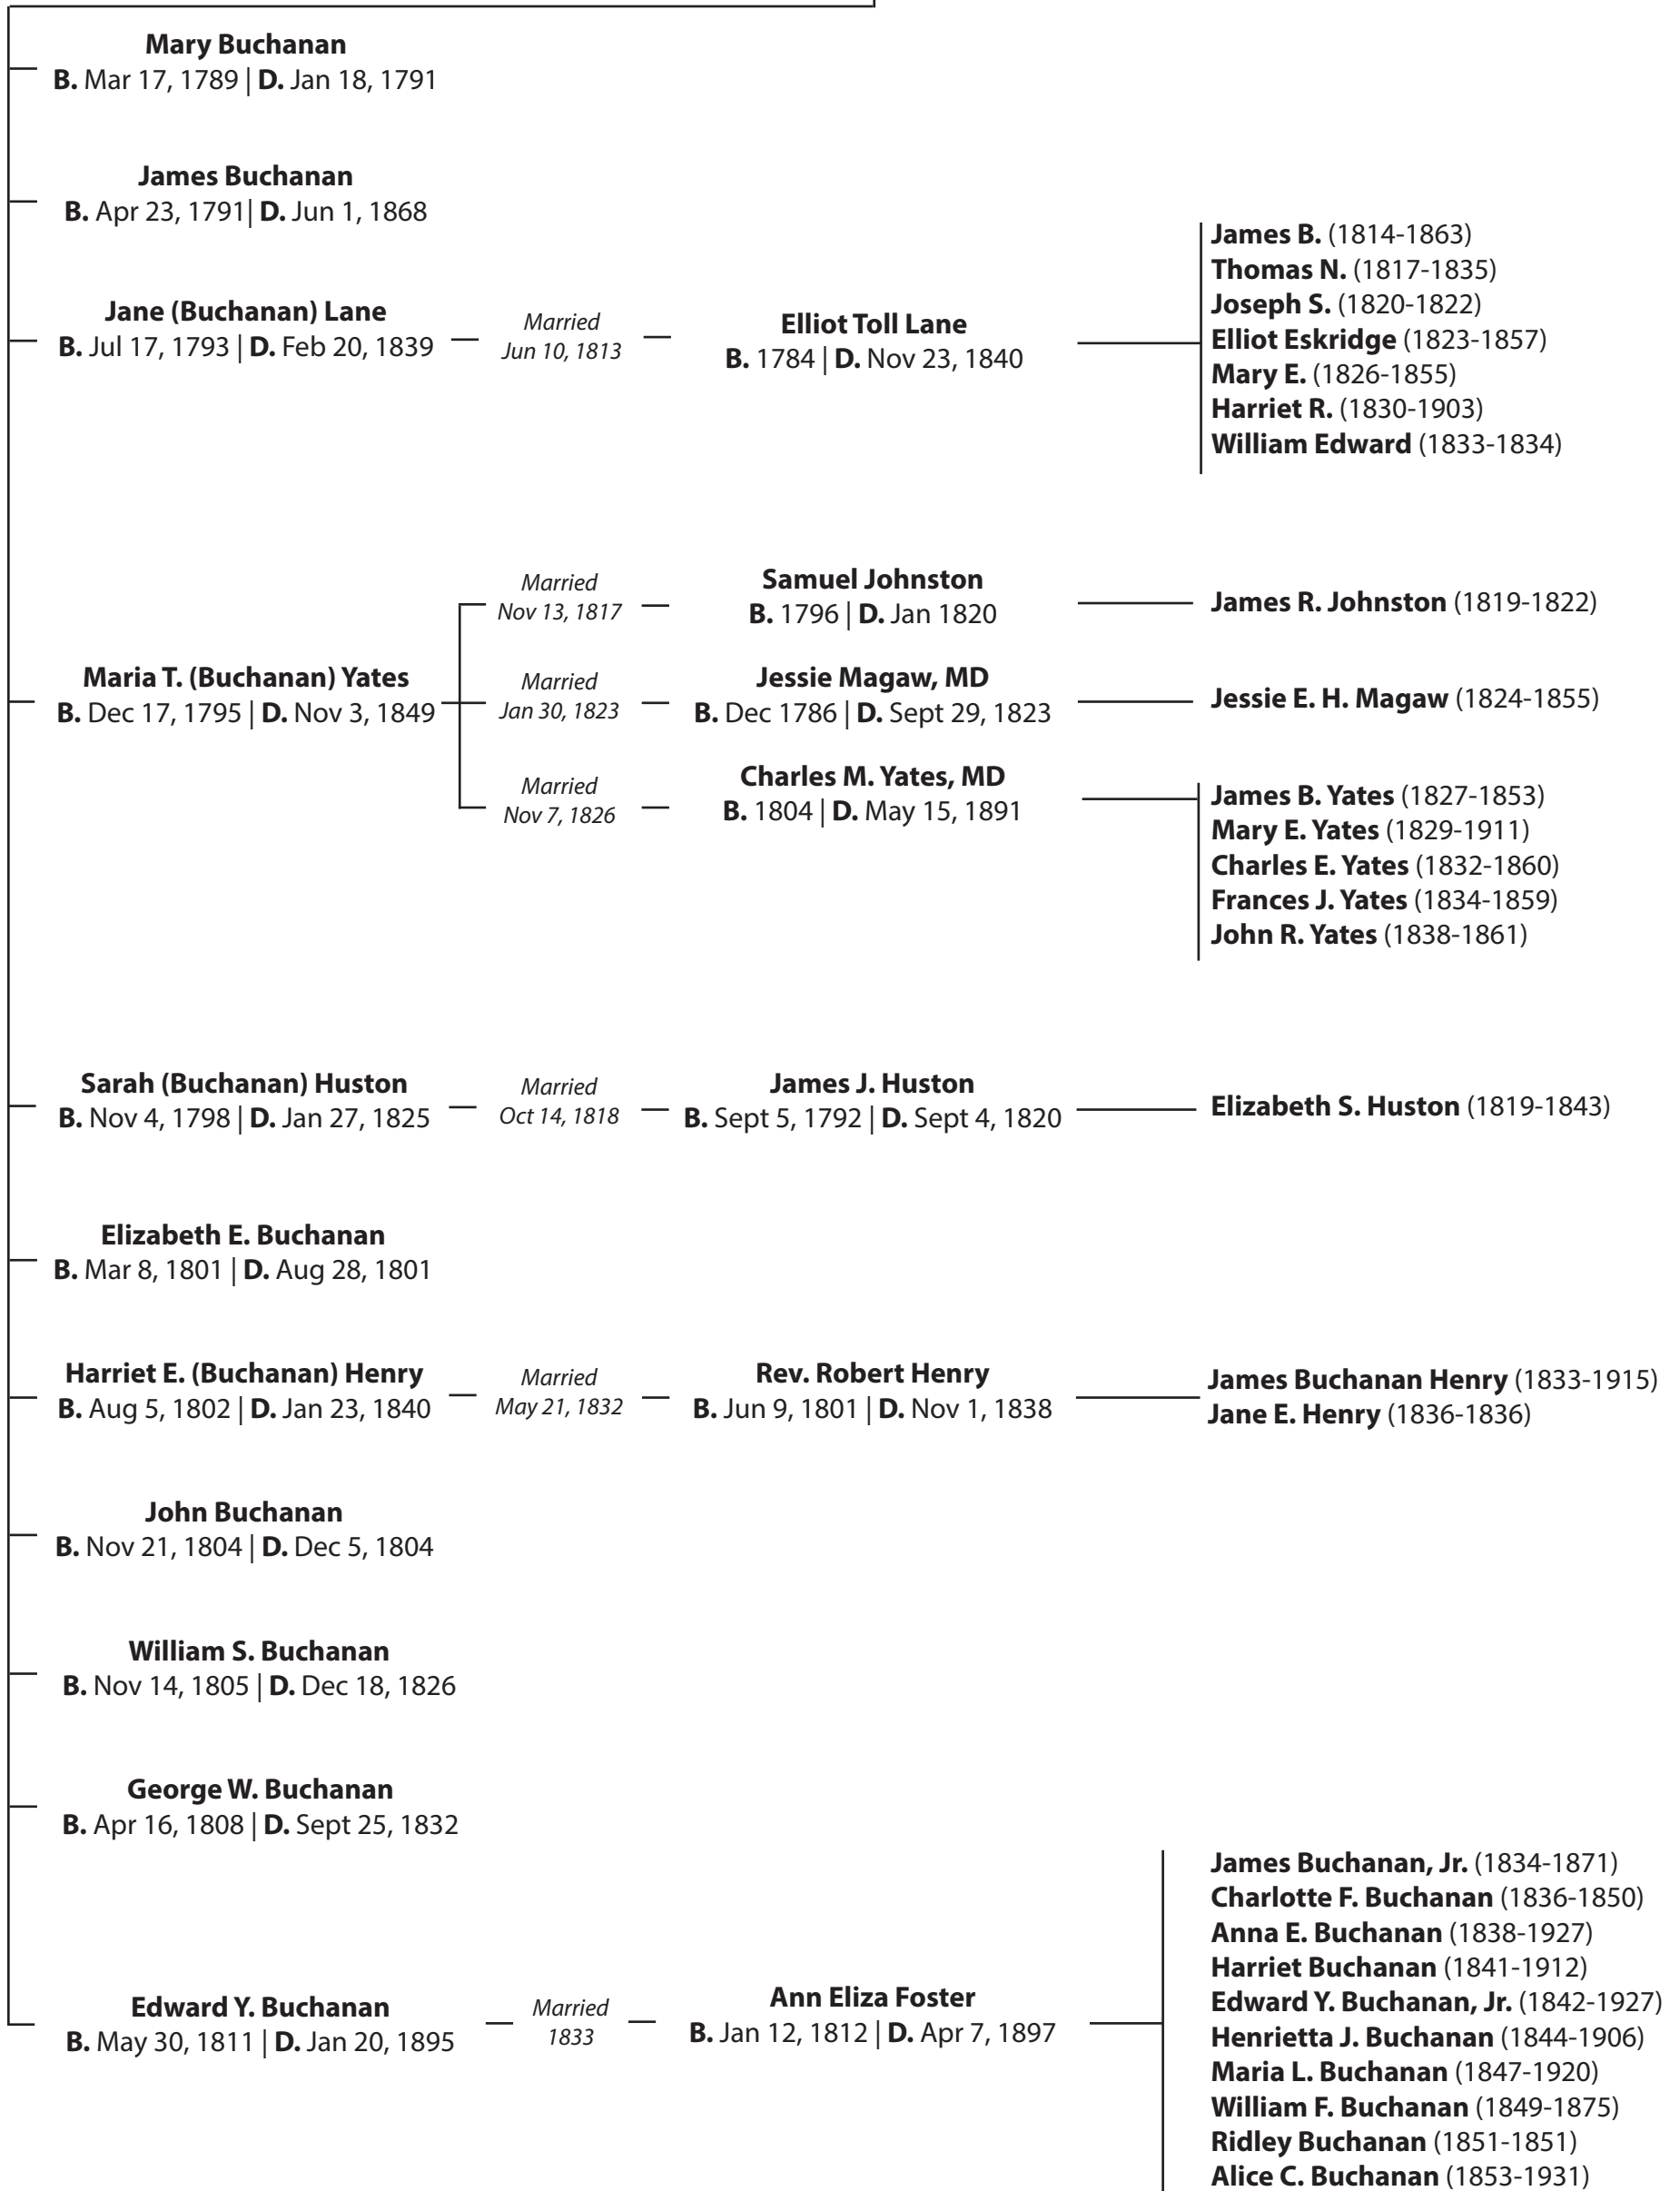 Mary Buchanan
B. Mar 17, 1789 | D. Jan 18, 1791
James Buchanan
B. Apr 23, 1791| D. Jun 1, 1868
Jane (Buchanan) Lane
B. Jul 17, 1793 | D. Feb 20, 1839
Married
Jun 10, 1813
Elliot Toll Lane
B. 1784 | D. Nov 23, 1840
James B. (1814-1863)
Thomas N. (1817-1835)
Joseph S. (1820-1822)
Elliot Eskridge (1823-1857)
Mary E. (1826-1855)
Harriet R. (1830-1903)
William Edward (1833-1834)
Maria T. (Buchanan) Yates
B. Dec 17, 1795 | D. Nov 3, 1849
Married
Nov 13, 1817
Samuel Johnston
B. 1796 | D. Jan 1820
James R. Johnston (1819-1822)
Married
Jan 30, 1823
Jessie Magaw, MD
B. Dec 1786 | D. Sept 29, 1823
Jessie E. H. Magaw (1824-1855)
Married
Nov 7, 1826
Charles M. Yates, MD
B. 1804 | D. May 15, 1891
James B. Yates (1827-1853)
Mary E. Yates (1829-1911)
Charles E. Yates (1832-1860)
Frances J. Yates (1834-1859)
John R. Yates (1838-1861)
Sarah (Buchanan) Huston
B. Nov 4, 1798 | D. Jan 27, 1825
Married
Oct 14, 1818
James J. Huston
B. Sept 5, 1792 | D. Sept 4, 1820
Elizabeth S. Huston (1819-1843)
Elizabeth E. Buchanan
B. Mar 8, 1801 | D. Aug 28, 1801
Harriet E. (Buchanan) Henry
B. Aug 5, 1802 | D. Jan 23, 1840
Married
May 21, 1832
Rev. Robert Henry
B. Jun 9, 1801 | D. Nov 1, 1838
James Buchanan Henry (1833-1915)
Jane E. Henry (1836-1836)
John Buchanan
B. Nov 21, 1804 | D. Dec 5, 1804
William S. Buchanan
B. Nov 14, 1805 | D. Dec 18, 1826
George W. Buchanan
B. Apr 16, 1808 | D. Sept 25, 1832
Edward Y. Buchanan
B. May 30, 1811 | D. Jan 20, 1895
Married
1833
Ann Eliza Foster
B. Jan 12, 1812 | D. Apr 7, 1897
James Buchanan, Jr. (1834-1871)
Charlotte F. Buchanan (1836-1850)
Anna E. Buchanan (1838-1927)
Harriet Buchanan (1841-1912)
Edward Y. Buchanan, Jr. (1842-1927)
Henrietta J. Buchanan (1844-1906)
Maria L. Buchanan (1847-1920)
William F. Buchanan (1849-1875)
Ridley Buchanan (1851-1851)
Alice C. Buchanan (1853-1931)